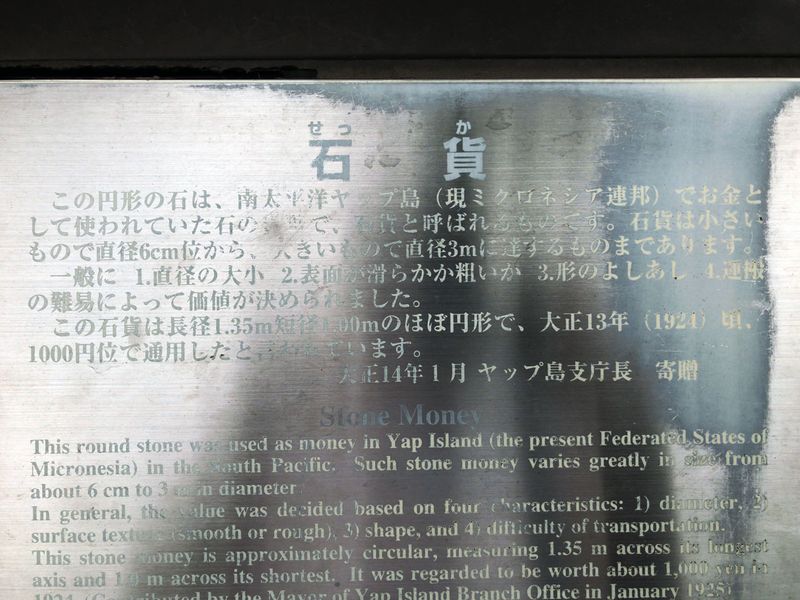 せっ か
石 貨
この円形の石は、南太平洋ヤップ島（現ミクロネシア連邦）でお金と
して使われていた石の で、石貨と呼ばれるものです。石貨は小さい
もので直径6cm位から、大きいもので直径3mに達するものまであります。
一般に 1.直径の大小 2.表面が滑らかか粗いか 3.形のよしあし 4.運搬
の難易によって価値が決められました。
この石貨は長径1.35m短径1.00mのほぼ円形で、大正13年（1924）頃、
1000円位で通用したと言われています。
大正14年1月 ヤップ島支庁長 寄贈
Stone Money
This round stone was used as money in Yap Island (the present Federated States of
Micronesia) in the South Pacific. Such stone money varies greatly in size from
about 6 cm to 3 m in diameter.
In general, the value was decided based on four characteristics: 1) diameter, 2)
surface texture (smooth or rough), 3) shape, and 4) difficulty of transportation.
This stone money is approximately circular, measuring 1.35 m across its longest
axis and 1.0 m across its shortest. It was regarded to be worth about 1,000 yen in
1924. (Contributed by the Mayor of Yap Island Branch Office in January 1925)